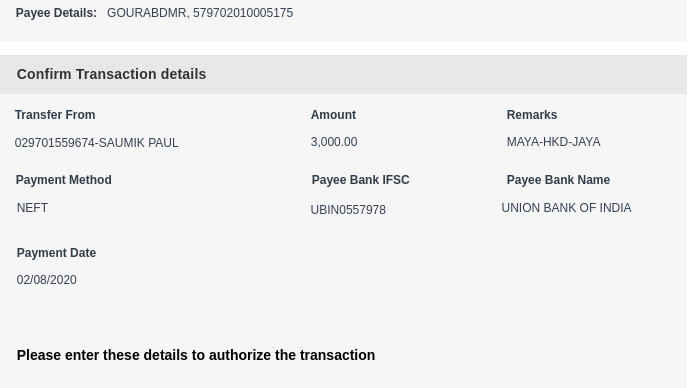 Payee Details: GOURABDMR, 579702010005175
Confirm Transaction details
Transfer From Amount Remarks
029701559674-SAUMIK PAUL 3,000.00 MAYA-HKD-JAYA
Payment Method Payee Bank IFSC Payee Bank Name
NEFT UBIN0557978 UNION BANK OF INDIA
Payment Date
02/08/2020
Please enter these details to authorize the transaction